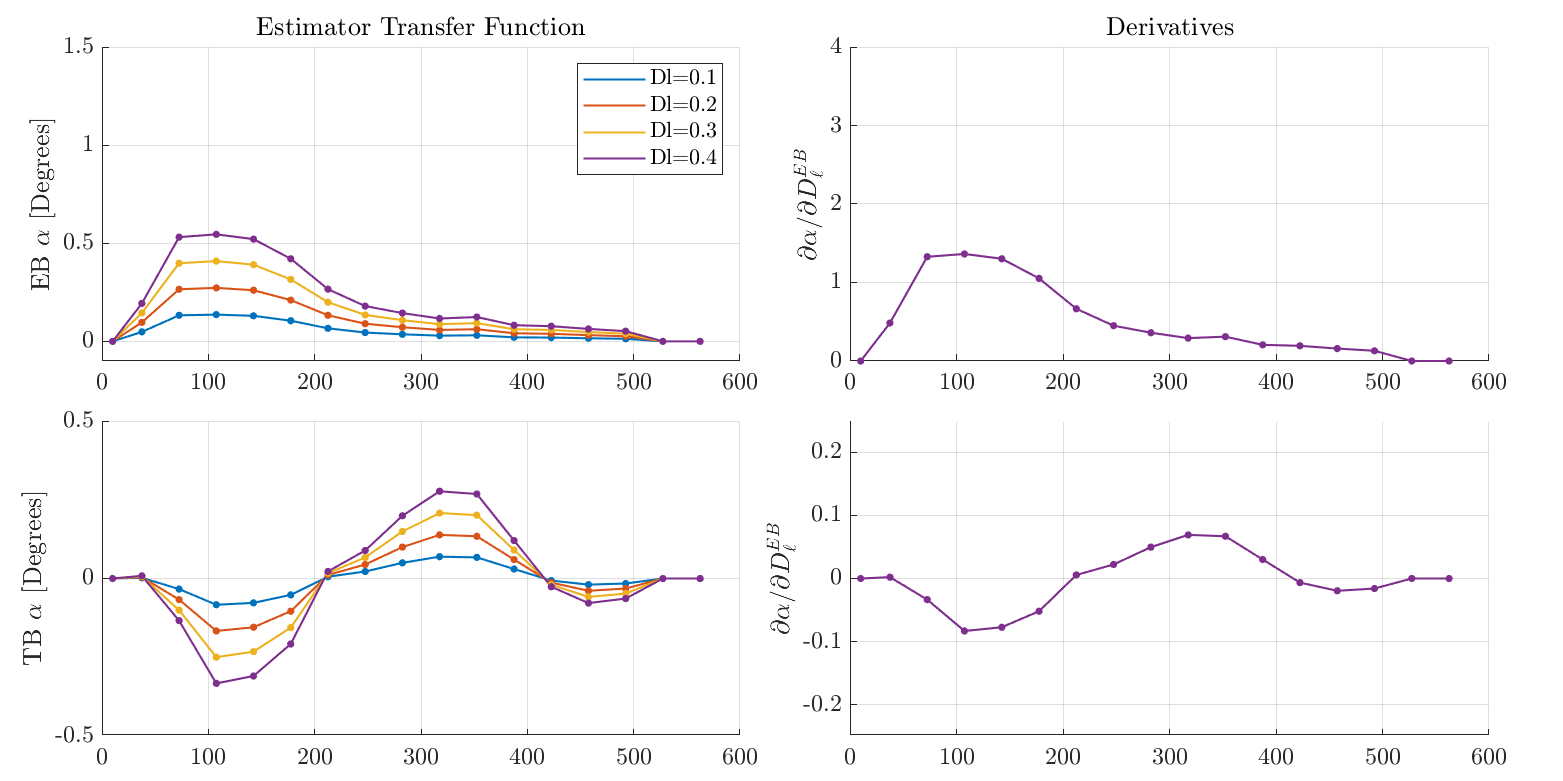 Estimator Transfer Function
EB α [Degrees]
1.5
1
0.5
0
0 100 200 300 400 500 600
Dl=0.1
Dl=0.2
Dl=0.3
Dl=0.4
Derivatives
∂α/∂D_ℓ^{EB}
4
3
2
1
0
0 100 200 300 400 500 600
TB α [Degrees]
0.5
0
-0.5
0 100 200 300 400 500 600
∂α/∂D_ℓ^{EB}
0.2
0.1
0
-0.1
-0.2
0 100 200 300 400 500 600